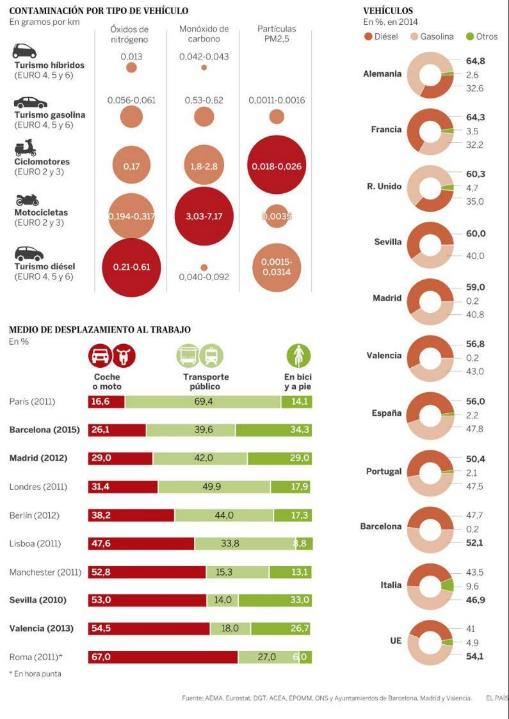 CONTAMINACIÓN POR TIPO DE VEHÍCULO
En gramos por km
Óxidos de nitrógeno
Monóxido de carbono
Partículas PM2,5
Turismo híbridos
(EURO 4, 5 y 6)
0.013
0.042-0.043
Turismo gasolina
(EURO 4, 5 y 6)
0.056-0,061
0.53-0.62
0,0011-0.0016
Ciclomotores
(EURO 2 y 3)
0,17
1,8-2.8
0,018-0,026
Motocicletas
(EURO 2 y 3)
0,194-0,317
3,03-7,17
0,0035
Turismo diésel
(EURO 4, 5 y 6)
0,21-0,61
0,040-0,092
0,0015-
0,0314
MEDIO DE DESPLAZAMIENTO AL TRABAJO
En %
Coche o moto
Transporte público
En bici y a pie
París (2011) 16,6 69,4 14,1
Barcelona (2015) 26,1 39,6 34,3
Madrid (2012) 29,0 42,0 29,0
Londres (2011) 31,4 49,9 17,9
Berlín (2012) 38,2 44,0 17,3
Lisboa (2011) 47,6 33,8 8,8
Manchester (2011) 52,8 15,3 13,1
Sevilla (2010) 53,0 14,0 33,0
Valencia (2013) 54,5 18,0 26,7
Roma (2011)* 67,0 27,0 6,0
* En hora punta
VEHÍCULOS
En %, en 2014
Diésel Gasolina Otros
Alemania
64,8
2.6
32.6
Francia
64,3
3,5
32,2
R. Unido
60,3
4,7
35,0
Sevilla
60,0
40,0
Madrid
59,0
0.2
40,8
Valencia
56,8
0,2
43,0
España
56,0
2.2
47,8
Portugal
50,4
2.1
47,5
Barcelona
47.7
0.2
52,1
Italia
43,5
9.6
46,9
UE
41
4.9
54,1
Fuente: AEMA, Eurostat, DGT, ACEA, EPOMM, ONS y Ayuntamientos de Barcelona, Madrid y Valencia.
EL PAÍS